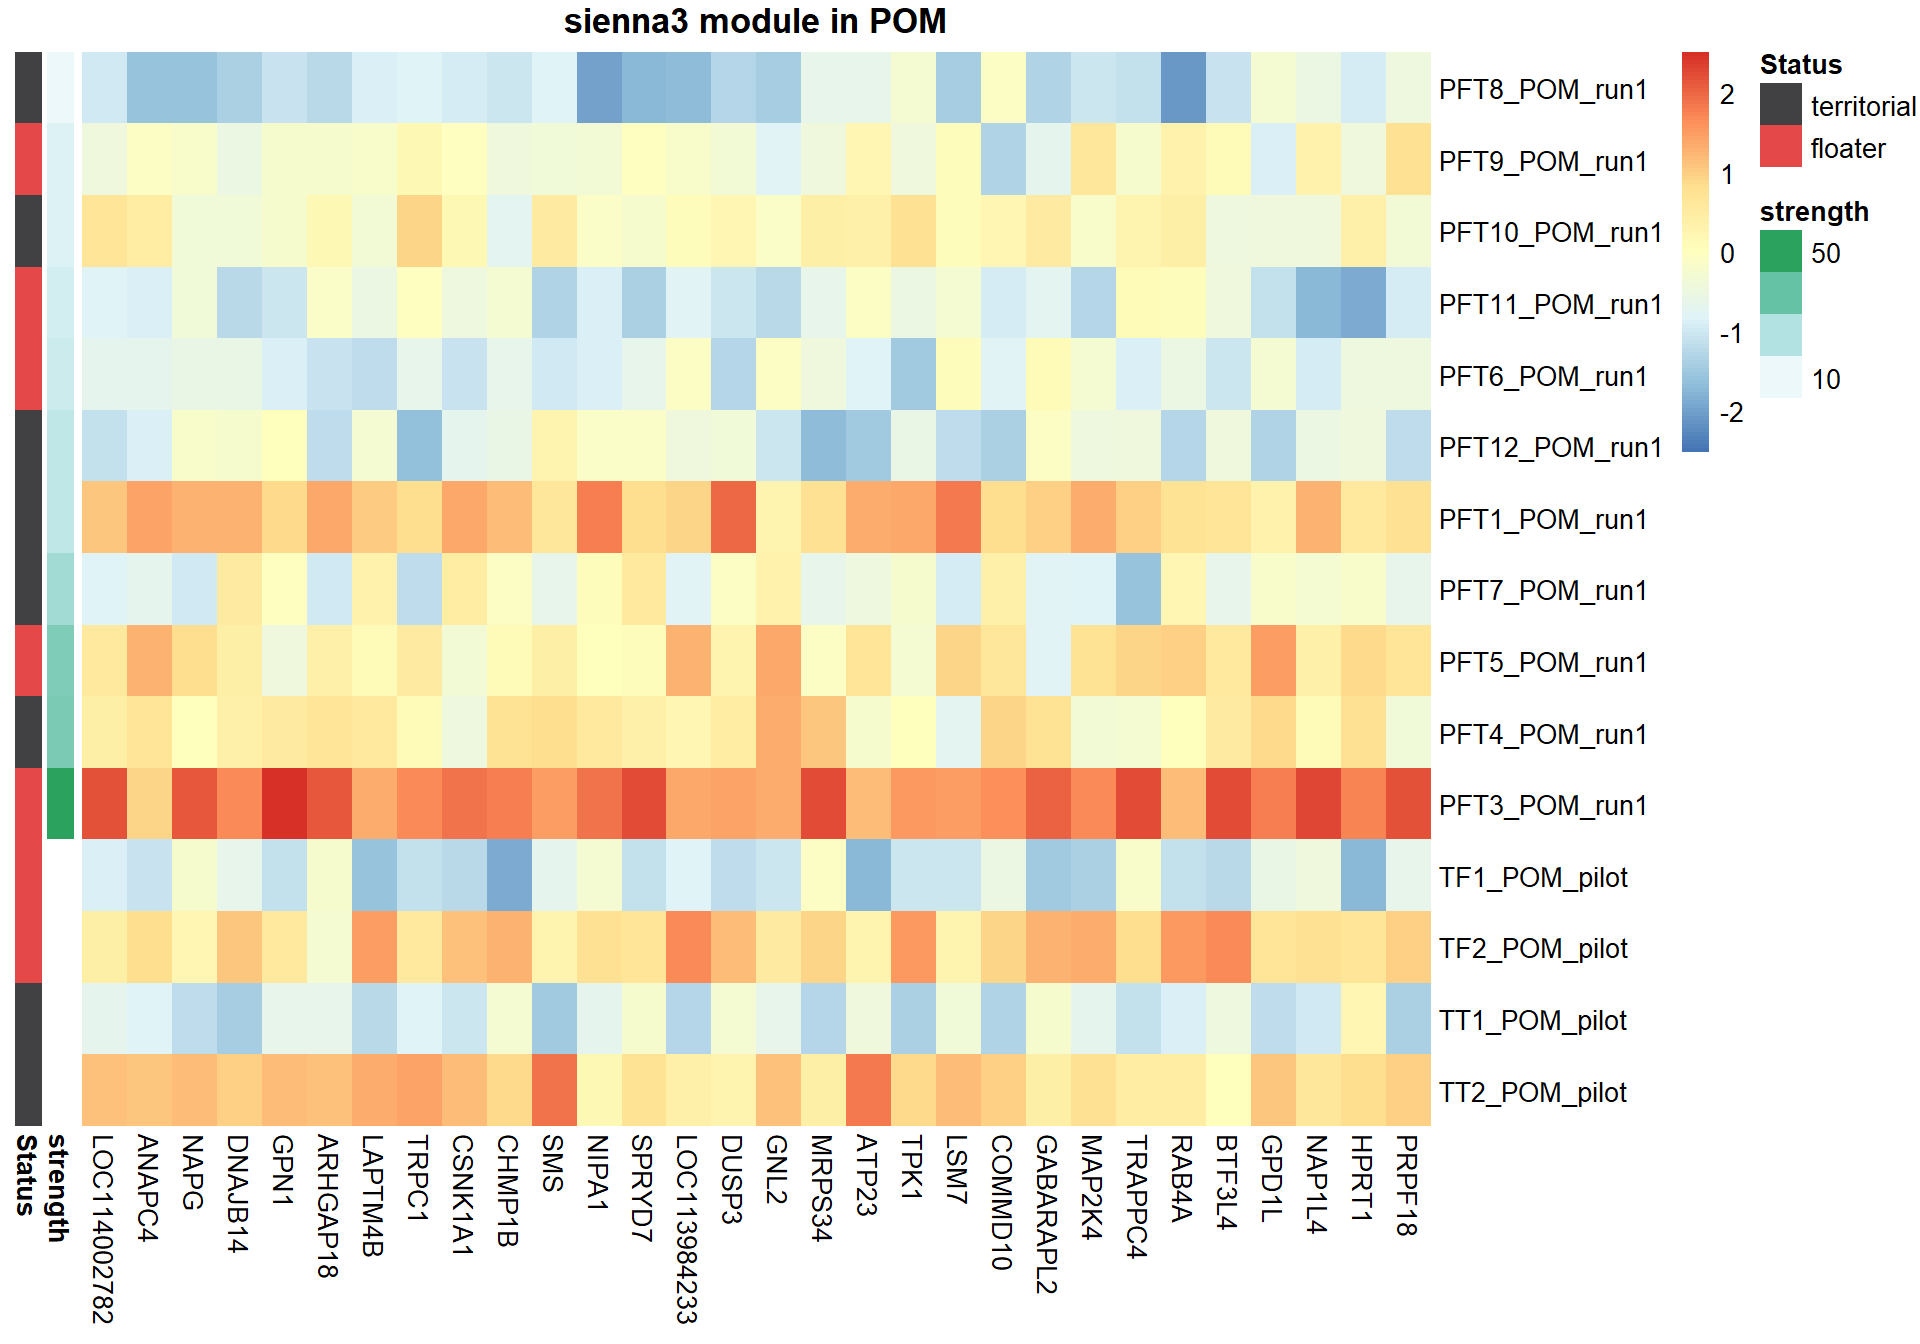 sienna3 module in POM
PFT8_POM_run1
PFT9_POM_run1
PFT10_POM_run1
PFT11_POM_run1
PFT6_POM_run1
PFT12_POM_run1
PFT1_POM_run1
PFT7_POM_run1
PFT5_POM_run1
PFT4_POM_run1
PFT3_POM_run1
TF1_POM_pilot
TF2_POM_pilot
TT1_POM_pilot
TT2_POM_pilot
2
1
0
-1
-2
Status
territorial
floater
strength
50
10
Status
strength
LOC114002782
ANAPC4
NAPG
DNAJB14
GPN1
ARHGAP18
LAPTM4B
TRPC1
CSNK1A1
CHMP1B
SMS
NIPA1
SPRYD7
LOC113984233
DUSP3
GNL2
MRPS34
ATP23
TPK1
LSM7
COMMD10
GABARAPL2
MAP2K4
TRAPPC4
RAB4A
BTF3L4
GPD1L
NAP1L4
HPRT1
PRPF18